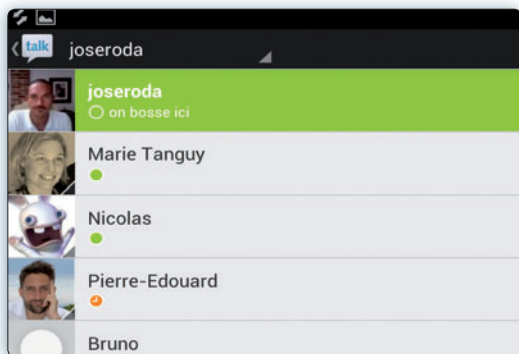 talk
joseroda
joseroda
on bosse ici
Marie Tanguy
Nicolas
Pierre-Edouard
Bruno